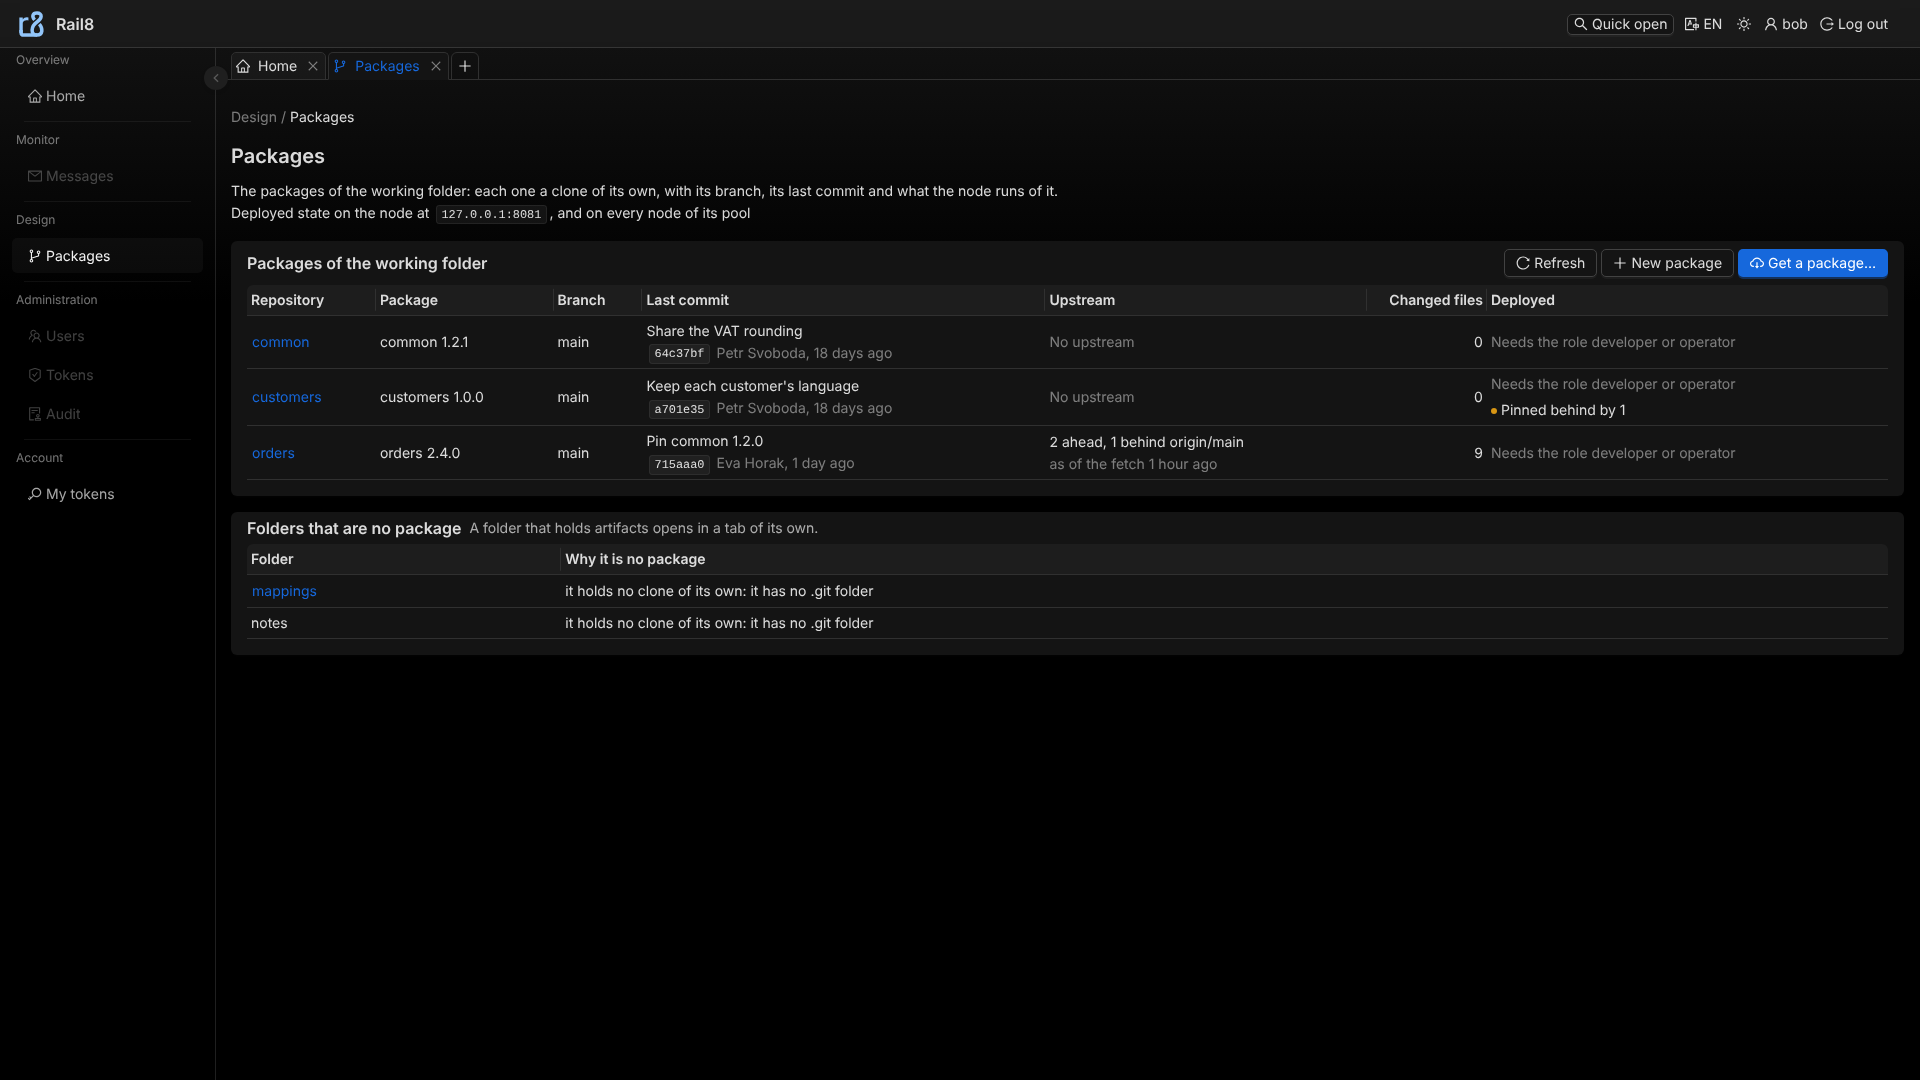 Rail8
Quick open
EN
bob
Log out
Overview
Home
Monitor
Messages
Design
Packages
Administration
Users
Tokens
Audit
Account
My tokens
Home
Packages
Design / Packages
Packages
The packages of the working folder: each one a clone of its own, with its branch, its last commit and what the node runs of it.
Deployed state on the node at 127.0.0.1:8081, and on every node of its pool
Packages of the working folder
Refresh
New package
Get a package...
Repository Package Branch Last commit Upstream Changed files Deployed
common common 1.2.1 main Share the VAT rounding No upstream 0 Needs the role developer or operator
64c37bf Petr Svoboda, 18 days ago
customers customers 1.0.0 main Keep each customer's language No upstream 0 Needs the role developer or operator
a701e35 Petr Svoboda, 18 days ago Pinned behind by 1
orders orders 2.4.0 main Pin common 1.2.0 2 ahead, 1 behind origin/main 9 Needs the role developer or operator
715aaa0 Eva Horak, 1 day ago as of the fetch 1 hour ago
Folders that are no package A folder that holds artifacts opens in a tab of its own.
Folder Why it is no package
mappings it holds no clone of its own: it has no .git folder
notes it holds no clone of its own: it has no .git folder